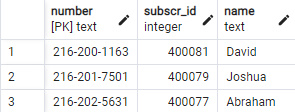 number subscr_id name
[PK] text integer text
1 216-200-1163 400081 David
2 216-201-7501 400079 Joshua
3 216-202-5631 400077 Abraham